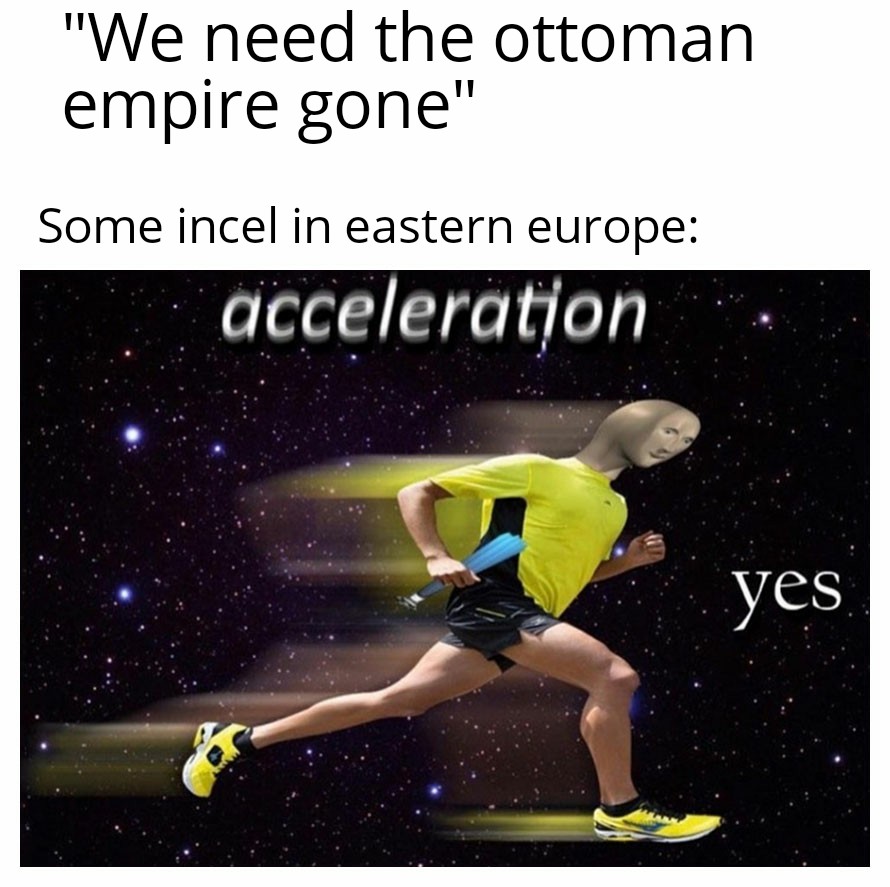 "We need the ottoman
empire gone"
Some incel in eastern europe:
acceleration
yes